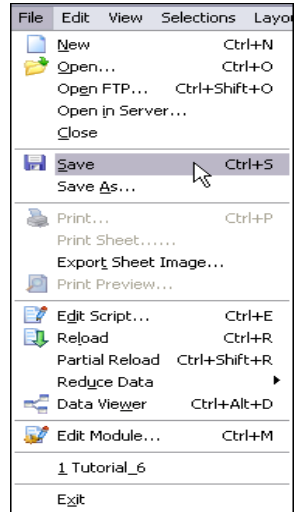 File Edit View Selections Layou
New Ctrl+N
Open... Ctrl+O
Open FTP... Ctrl+Shift+O
Open in Server...
Close
Save Ctrl+S
Save As...
Print... Ctrl+P
Print Sheet......
Export Sheet Image...
Print Preview...
Edit Script... Ctrl+E
Reload Ctrl+R
Partial Reload Ctrl+Shift+R
Reduce Data
Data Viewer Ctrl+Alt+D
Edit Module... Ctrl+M
1 Tutorial_6
Exit